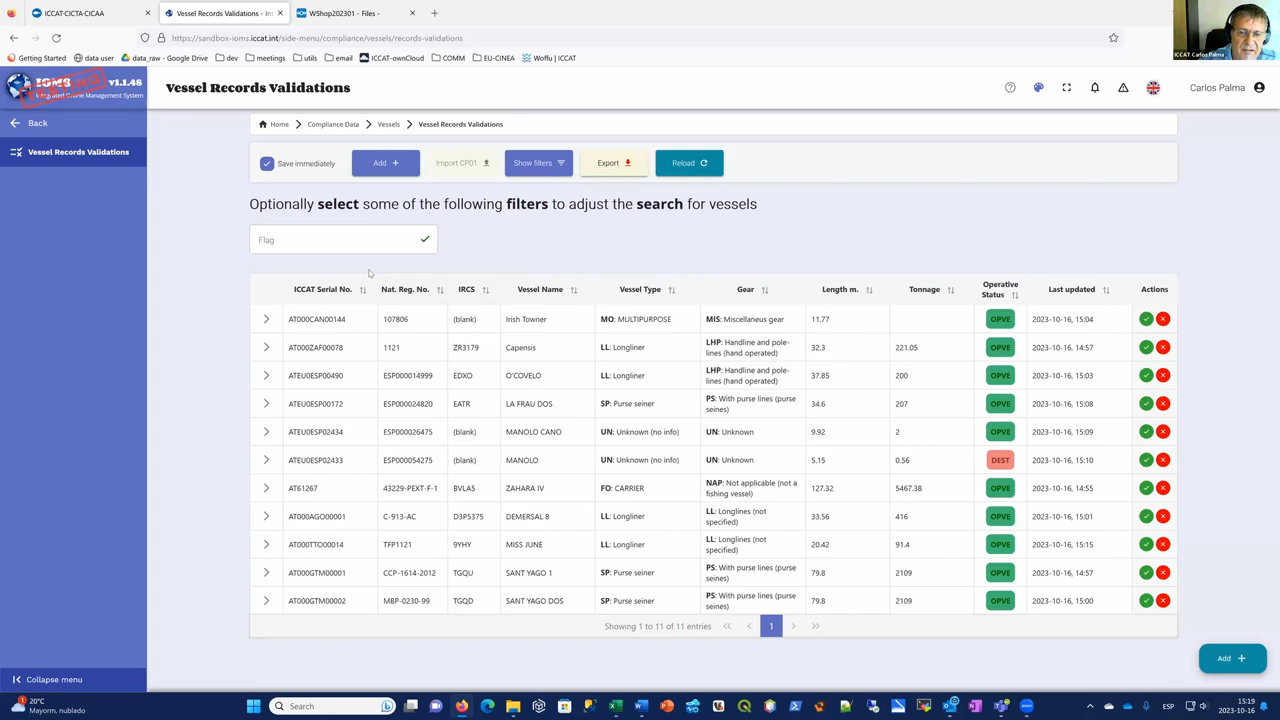 ICCAT·CICTA·CICAA
Vessel Records Validations - Int
WShop202301 - Files -
https://sandbox-ioms.iccat.int/side-menu/compliance/vessels/records-validations
Getting Started
data user
data_raw - Google Drive
dev
meetings
utils
email
ICCAT-ownCloud
COMM
EU-CINEA
Woffu | ICCAT
ICCAT Carlos Palma
IOMS v1.1.48
Integrated Online Management System
Vessel Records Validations
Carlos Palma
Back
Vessel Records Validations
Home
Compliance Data
Vessels
Vessel Records Validations
Save immediately
Add +
Import CP01
Show filters
Export
Reload
Optionally select some of the following filters to adjust the search for vessels
Flag
ICCAT Serial No. Nat. Reg. No. IRCS Vessel Name Vessel Type Gear Length m. Tonnage Operative Status Last updated Actions
AT000CAN00144 107806 (blank) Irish Towner MO: MULTIPURPOSE MIS: Miscellaneus gear 11.77 OPVE 2023-10-16, 15:04
AT000ZAF00078 1121 ZR3179 Capensis LL: Longliner LHP: Handline and pole-lines (hand operated) 32.3 221.05 OPVE 2023-10-16, 14:57
ATEU0ESP00490 ESP000014999 EDXO O'COVELO LL: Longliner LHP: Handline and pole-lines (hand operated) 37.85 200 OPVE 2023-10-16, 15:03
ATEU0ESP00172 ESP000024820 EATR LA FRAU DOS SP: Purse seiner PS: With purse lines (purse seines) 34.6 207 OPVE 2023-10-16, 15:08
ATEU0ESP02434 ESP000026475 (blank) MANOLO CANO UN: Unknown (no info) UN: Unknown 9.92 2 OPVE 2023-10-16, 15:09
ATEU0ESP02433 ESP000054275 (blank) MANOLO UN: Unknown (no info) UN: Unknown 5.15 0.56 DEST 2023-10-16, 15:10
AT61267 43229-PEXT-F-1 BVLA5 ZAHARA IV FO: CARRIER NAP: Not applicable (not a fishing vessel) 127.32 5467.38 OPVE 2023-10-16, 14:55
AT000AGO00001 C-913-AC D3P5375 DEMERSAL 8 LL: Longliner LL: Longlines (not specified) 33.56 416 OPVE 2023-10-16, 15:01
AT000TTO00014 TFP1121 9YHY MISS JUNE LL: Longliner LL: Longlines (not specified) 20.42 91.4 OPVE 2023-10-16, 15:15
AT000GTM00001 CCP-1614-2012 TGQU SANT YAGO 1 SP: Purse seiner PS: With purse lines (purse seines) 79.8 2109 OPVE 2023-10-16, 14:57
AT000GTM00002 MBP-0230-99 TGQD SANT YAGO DOS SP: Purse seiner PS: With purse lines (purse seines) 79.8 2109 OPVE 2023-10-16, 15:00
Showing 1 to 11 of 11 entries
1
Add +
Collapse menu
1
20°C
Mayorm. nublado
Search
ESP
15:19
2023-10-16